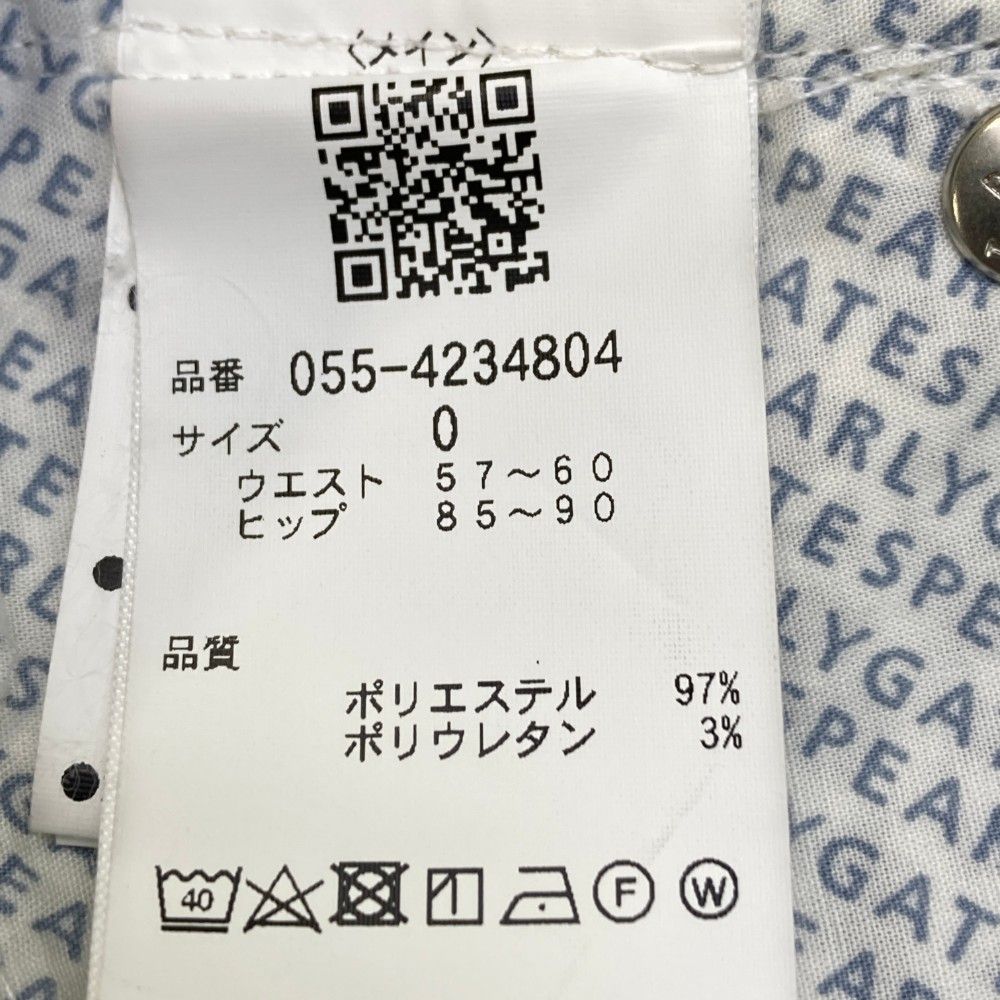 〈メイン〉
品番 055-4234804
サイズ 0
ウエスト 57～60
ヒップ 85～90
品質
ポリエステル 97%
ポリウレタン 3%
40
F
W
PEARLYGATES